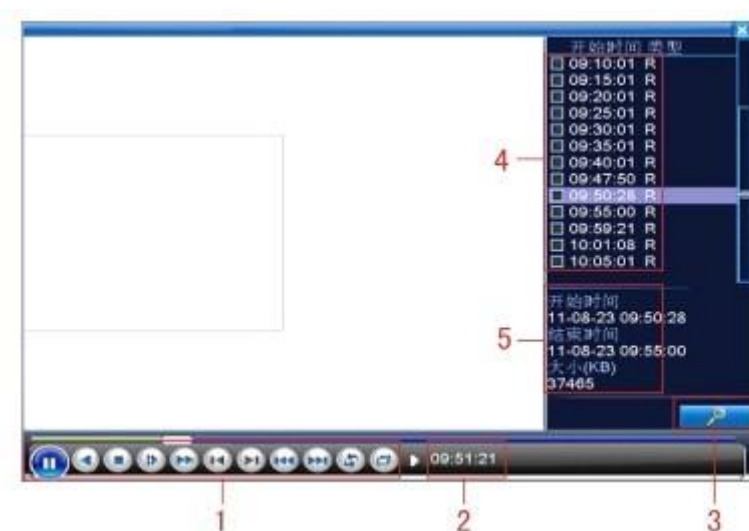 开始时间 类型
09:10:01 R
09:15:01 R
09:20:01 R
09:25:01 R
09:30:01 R
09:35:01 R
09:40:01 R
09:47:50 R
09:50:28 R
09:55:00 R
09:59:21 R
10:01:08 R
10:05:01 R
4
开始时间
11-08-23 09:50:28
结束时间
11-08-23 09:55:00
大小(KB)
37465
5
09:51:21
1
2
3